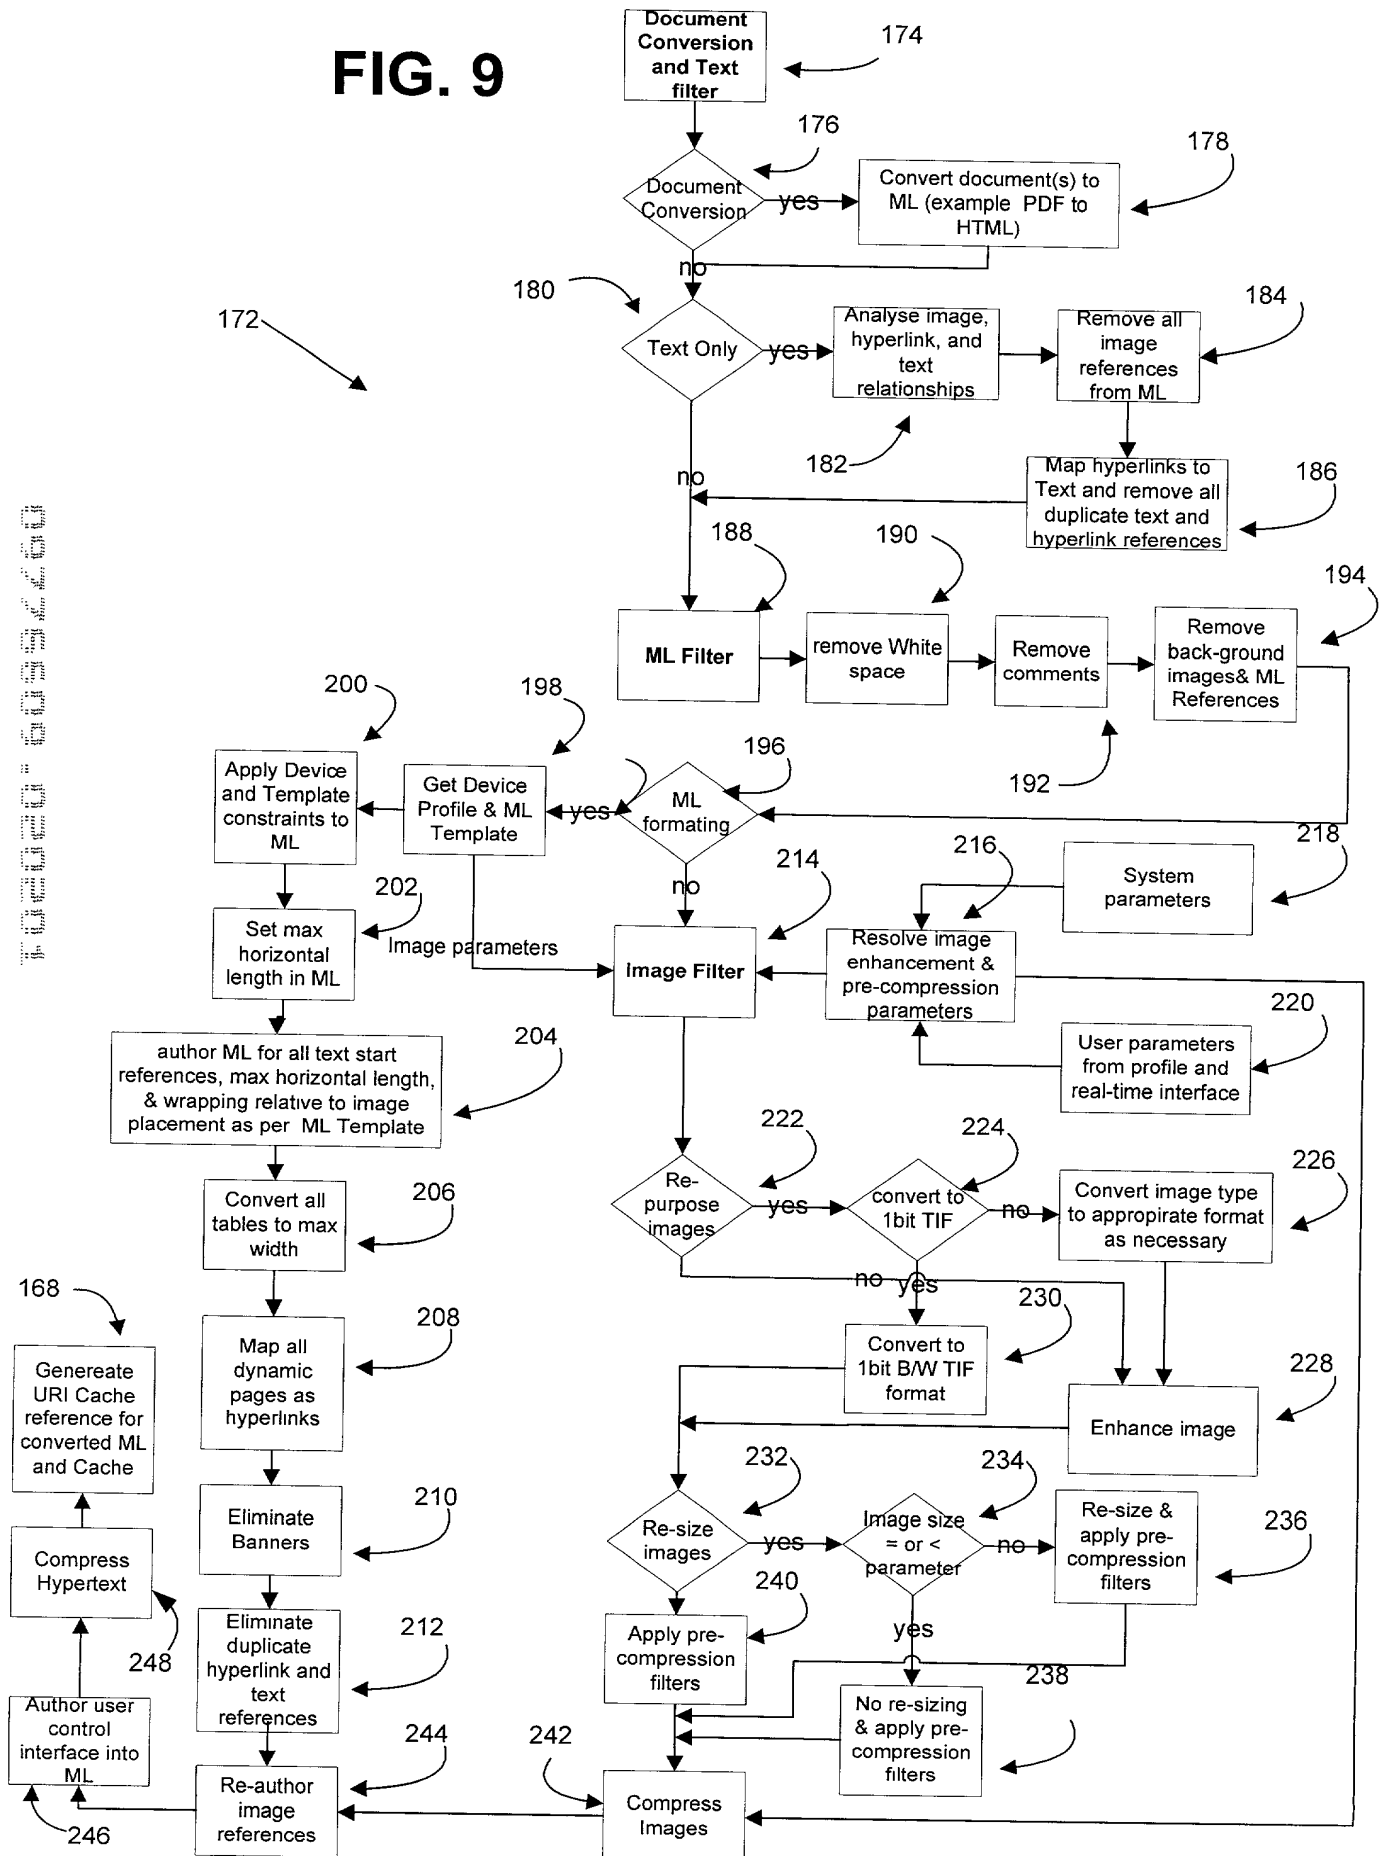 FIG. 9
Document
Conversion
and Text
filter
174
176
Document
Conversion
yes
178
Convert document(s) to
ML (example PDF to
HTML)
no
180
172
Text Only
yes
Analyse image,
hyperlink, and
text
relationships
182
184
Remove all
image
references
from ML
no
Map hyperlinks to
Text and remove all
duplicate text and
hyperlink references
186
188
ML Filter
190
remove White
space
Remove
comments
192
194
Remove
back-ground
images& ML
References
196
ML
formating
yes
no
198
Get Device
Profile & ML
Template
200
Apply Device
and Template
constraints to
ML
202
Set max
horizontal
length in ML
Image parameters
214
Image Filter
216
Resolve image
enhancement &
pre-compression
parameters
218
System
parameters
220
User parameters
from profile and
real-time interface
204
author ML for all text start
references, max horizontal length,
& wrapping relative to image
placement as per ML Template
222
Re-
purpose
images
yes
no
224
convert to
1bit TIF
no
yes
226
Convert image type
to appropirate format
as necessary
206
Convert all
tables to max
width
230
Convert to
1bit B/W TIF
format
228
Enhance image
168
Genereate
URI Cache
reference for
converted ML
and Cache
208
Map all
dynamic
pages as
hyperlinks
232
Re-size
images
yes
234
Image size
= or <
parameter
no
yes
236
Re-size &
apply pre-
compression
filters
210
Eliminate
Banners
Compress
Hypertext
248
240
Apply pre-
compression
filters
212
Eliminate
duplicate
hyperlink and
text
references
238
No re-sizing
& apply pre-
compression
filters
Author user
control
interface into
ML
246
244
Re-author
image
references
242
Compress
Images
09775609.020201